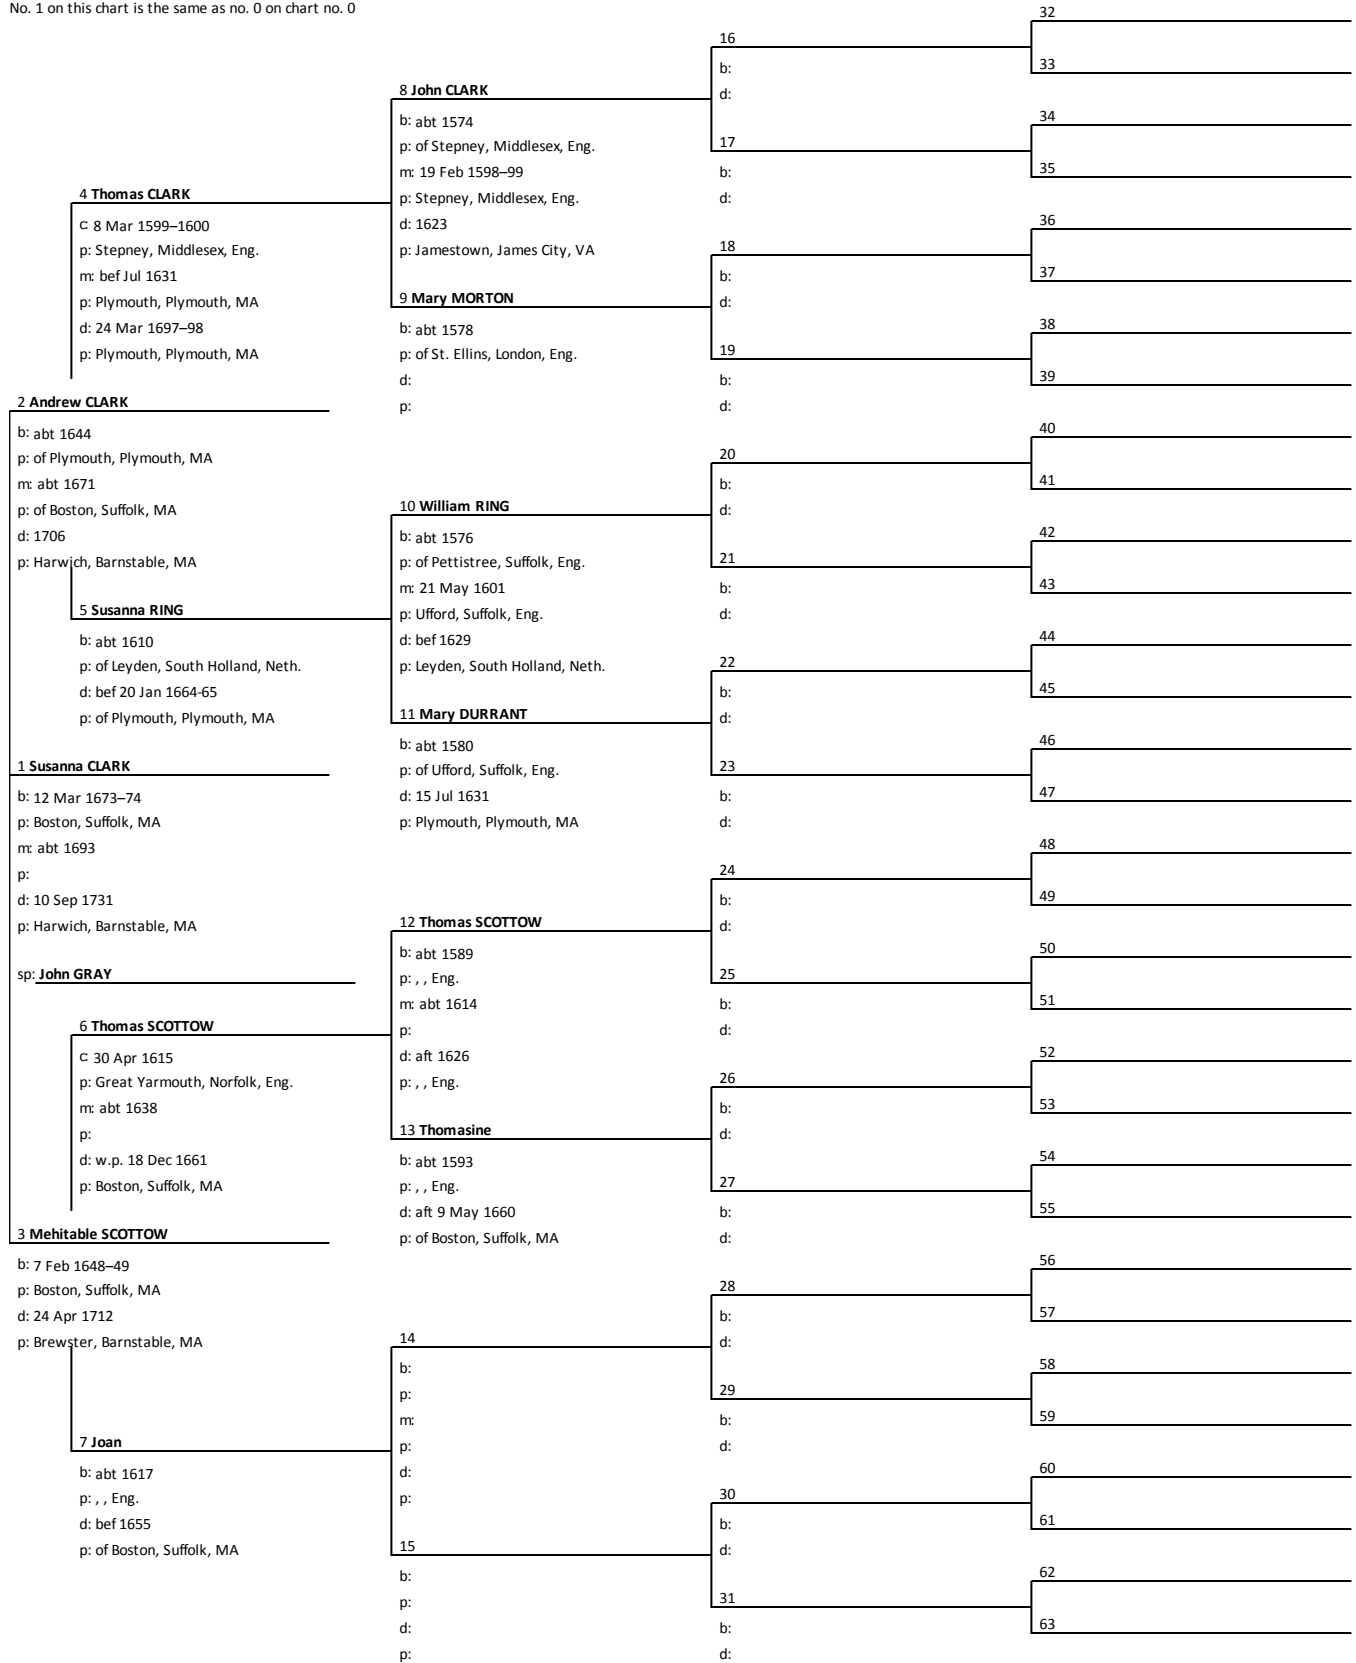 No. 1 on this chart is the same as no. 0 on chart no. 0
4 Thomas CLARK
c: 8 Mar 1599–1600
p: Stepney, Middlesex, Eng.
m: bef Jul 1631
p: Plymouth, Plymouth, MA
d: 24 Mar 1697–98
p: Plymouth, Plymouth, MA
2 Andrew CLARK
b: abt 1644
p: of Plymouth, Plymouth, MA
m: abt 1671
p: of Boston, Suffolk, MA
d: 1706
p: Harwich, Barnstable, MA
5 Susanna RING
b: abt 1610
p: of Leyden, South Holland, Neth.
d: bef 20 Jan 1664-65
p: of Plymouth, Plymouth, MA
1 Susanna CLARK
b: 12 Mar 1673–74
p: Boston, Suffolk, MA
m: abt 1693
p:
d: 10 Sep 1731
p: Harwich, Barnstable, MA
sp: John GRAY
6 Thomas SCOTTOW
c: 30 Apr 1615
p: Great Yarmouth, Norfolk, Eng.
m: abt 1638
p:
d: w.p. 18 Dec 1661
p: Boston, Suffolk, MA
3 Mehitable SCOTTOW
b: 7 Feb 1648–49
p: Boston, Suffolk, MA
d: 24 Apr 1712
p: Brewster, Barnstable, MA
7 Joan
b: abt 1617
p: , , Eng.
d: bef 1655
p: of Boston, Suffolk, MA
8 John CLARK
b: abt 1574
p: of Stepney, Middlesex, Eng.
m: 19 Feb 1598–99
p: Stepney, Middlesex, Eng.
d: 1623
p: Jamestown, James City, VA
9 Mary MORTON
b: abt 1578
p: of St. Ellins, London, Eng.
d:
p:
10 William RING
b: abt 1576
p: of Pettistree, Suffolk, Eng.
m: 21 May 1601
p: Ufford, Suffolk, Eng.
d: bef 1629
p: Leyden, South Holland, Neth.
11 Mary DURRANT
b: abt 1580
p: of Ufford, Suffolk, Eng.
d: 15 Jul 1631
p: Plymouth, Plymouth, MA
12 Thomas SCOTTOW
b: abt 1589
p: , , Eng.
m: abt 1614
p:
d: aft 1626
p: , , Eng.
13 Thomasine
b: abt 1593
p: , , Eng.
d: aft 9 May 1660
p: of Boston, Suffolk, MA
14
b:
p:
m:
p:
d:
p:
15
b:
p:
d:
p:
16
b:
d:
17
b:
d:
18
b:
d:
19
b:
d:
20
b:
d:
21
b:
d:
22
b:
d:
23
b:
d:
24
b:
d:
25
b:
d:
26
b:
d:
27
b:
d:
28
b:
d:
29
b:
d:
30
b:
d:
31
b:
d:
32
33
34
35
36
37
38
39
40
41
42
43
44
45
46
47
48
49
50
51
52
53
54
55
56
57
58
59
60
61
62
63